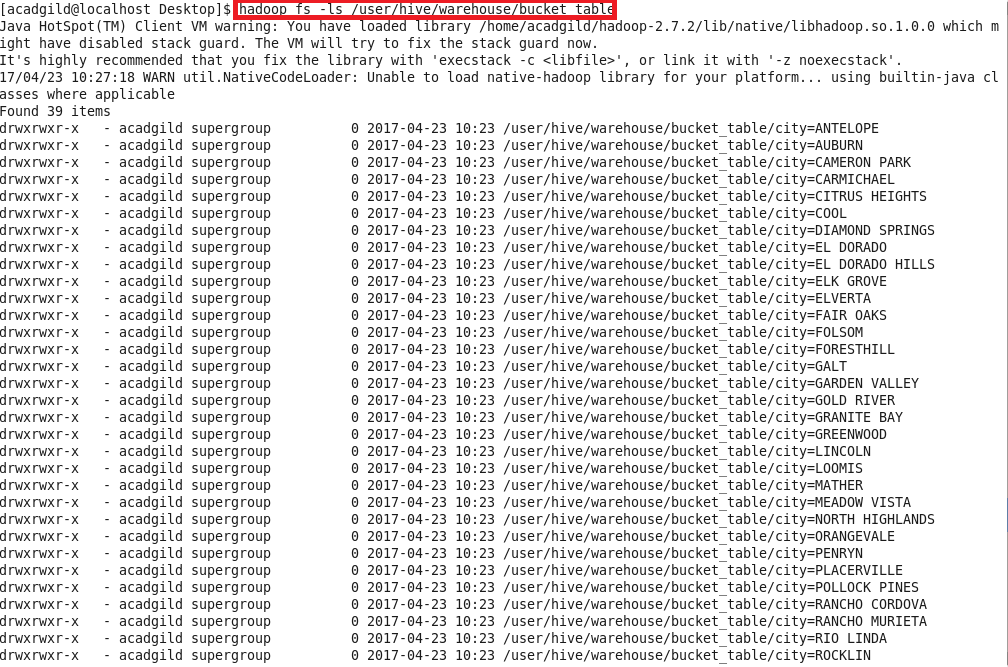 [acadgild@localhost Desktop]$ hadoop fs -ls /user/hive/warehouse/bucket_table
Java HotSpot(TM) Client VM warning: You have loaded library /home/acadgild/hadoop-2.7.2/lib/native/libhadoop.so.1.0.0 which m
ight have disabled stack guard. The VM will try to fix the stack guard now.
It's highly recommended that you fix the library with 'execstack -c <libfile>', or link it with '-z noexecstack'.
17/04/23 10:27:18 WARN util.NativeCodeLoader: Unable to load native-hadoop library for your platform... using builtin-java cl
asses where applicable
Found 39 items
drwxrwxr-x   - acadgild supergroup          0 2017-04-23 10:23 /user/hive/warehouse/bucket_table/city=ANTELOPE
drwxrwxr-x   - acadgild supergroup          0 2017-04-23 10:23 /user/hive/warehouse/bucket_table/city=AUBURN
drwxrwxr-x   - acadgild supergroup          0 2017-04-23 10:23 /user/hive/warehouse/bucket_table/city=CAMERON PARK
drwxrwxr-x   - acadgild supergroup          0 2017-04-23 10:23 /user/hive/warehouse/bucket_table/city=CARMICHAEL
drwxrwxr-x   - acadgild supergroup          0 2017-04-23 10:23 /user/hive/warehouse/bucket_table/city=CITRUS HEIGHTS
drwxrwxr-x   - acadgild supergroup          0 2017-04-23 10:23 /user/hive/warehouse/bucket_table/city=COOL
drwxrwxr-x   - acadgild supergroup          0 2017-04-23 10:23 /user/hive/warehouse/bucket_table/city=DIAMOND SPRINGS
drwxrwxr-x   - acadgild supergroup          0 2017-04-23 10:23 /user/hive/warehouse/bucket_table/city=EL DORADO
drwxrwxr-x   - acadgild supergroup          0 2017-04-23 10:23 /user/hive/warehouse/bucket_table/city=EL DORADO HILLS
drwxrwxr-x   - acadgild supergroup          0 2017-04-23 10:23 /user/hive/warehouse/bucket_table/city=ELK GROVE
drwxrwxr-x   - acadgild supergroup          0 2017-04-23 10:23 /user/hive/warehouse/bucket_table/city=ELVERTA
drwxrwxr-x   - acadgild supergroup          0 2017-04-23 10:23 /user/hive/warehouse/bucket_table/city=FAIR OAKS
drwxrwxr-x   - acadgild supergroup          0 2017-04-23 10:23 /user/hive/warehouse/bucket_table/city=FOLSOM
drwxrwxr-x   - acadgild supergroup          0 2017-04-23 10:23 /user/hive/warehouse/bucket_table/city=FORESTHILL
drwxrwxr-x   - acadgild supergroup          0 2017-04-23 10:23 /user/hive/warehouse/bucket_table/city=GALT
drwxrwxr-x   - acadgild supergroup          0 2017-04-23 10:23 /user/hive/warehouse/bucket_table/city=GARDEN VALLEY
drwxrwxr-x   - acadgild supergroup          0 2017-04-23 10:23 /user/hive/warehouse/bucket_table/city=GOLD RIVER
drwxrwxr-x   - acadgild supergroup          0 2017-04-23 10:23 /user/hive/warehouse/bucket_table/city=GRANITE BAY
drwxrwxr-x   - acadgild supergroup          0 2017-04-23 10:23 /user/hive/warehouse/bucket_table/city=GREENWOOD
drwxrwxr-x   - acadgild supergroup          0 2017-04-23 10:23 /user/hive/warehouse/bucket_table/city=LINCOLN
drwxrwxr-x   - acadgild supergroup          0 2017-04-23 10:23 /user/hive/warehouse/bucket_table/city=LOOMIS
drwxrwxr-x   - acadgild supergroup          0 2017-04-23 10:23 /user/hive/warehouse/bucket_table/city=MATHER
drwxrwxr-x   - acadgild supergroup          0 2017-04-23 10:23 /user/hive/warehouse/bucket_table/city=MEADOW VISTA
drwxrwxr-x   - acadgild supergroup          0 2017-04-23 10:23 /user/hive/warehouse/bucket_table/city=NORTH HIGHLANDS
drwxrwxr-x   - acadgild supergroup          0 2017-04-23 10:23 /user/hive/warehouse/bucket_table/city=ORANGEVALE
drwxrwxr-x   - acadgild supergroup          0 2017-04-23 10:23 /user/hive/warehouse/bucket_table/city=PENRYN
drwxrwxr-x   - acadgild supergroup          0 2017-04-23 10:23 /user/hive/warehouse/bucket_table/city=PLACERVILLE
drwxrwxr-x   - acadgild supergroup          0 2017-04-23 10:23 /user/hive/warehouse/bucket_table/city=POLLOCK PINES
drwxrwxr-x   - acadgild supergroup          0 2017-04-23 10:23 /user/hive/warehouse/bucket_table/city=RANCHO CORDOVA
drwxrwxr-x   - acadgild supergroup          0 2017-04-23 10:23 /user/hive/warehouse/bucket_table/city=RANCHO MURIETA
drwxrwxr-x   - acadgild supergroup          0 2017-04-23 10:23 /user/hive/warehouse/bucket_table/city=RIO LINDA
drwxrwxr-x   - acadgild supergroup          0 2017-04-23 10:23 /user/hive/warehouse/bucket_table/city=ROCKLIN